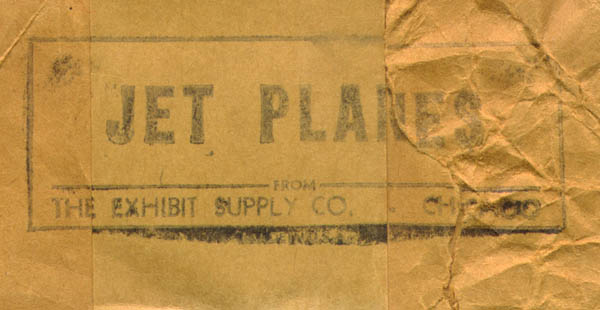 JET PLANES
FROM
THE EXHIBIT SUPPLY CO. - CHICAGO